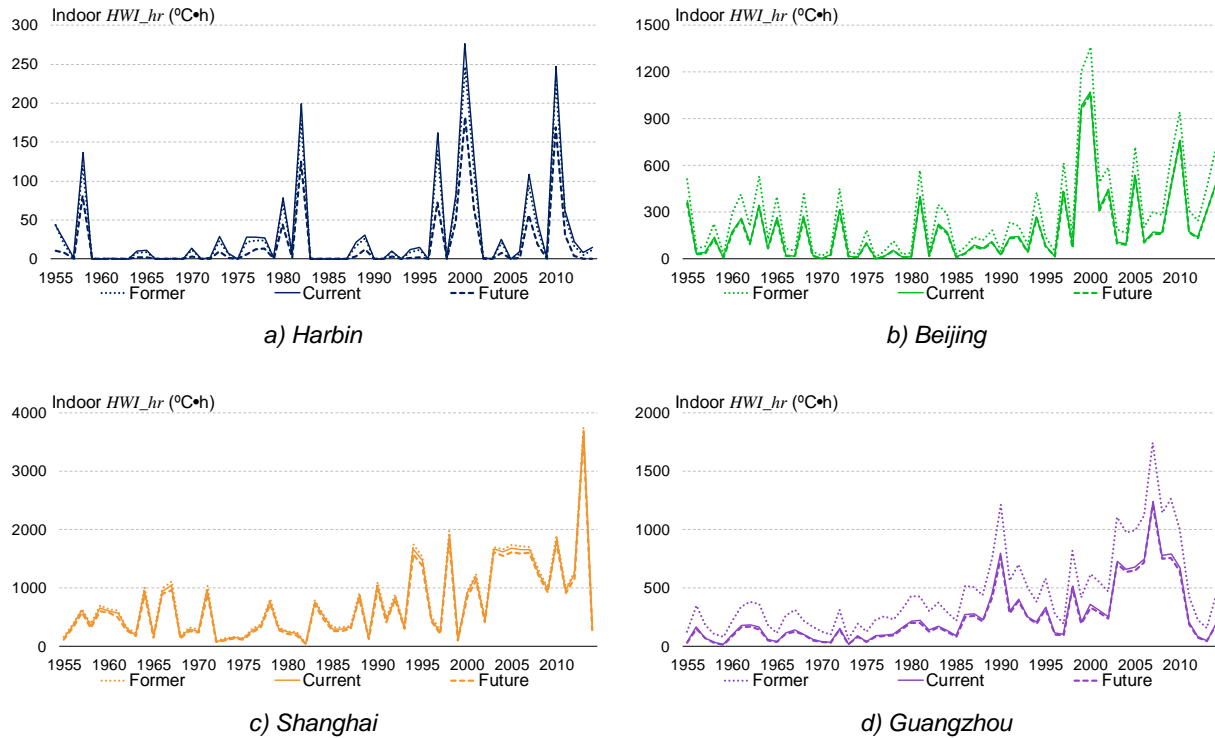 Indoor HWI_hr (ºC•h)
300
250
200
150
100
50
0
1955 1960 1965 1970 1975 1980 1985 1990 1995 2000 2005 2010
Former Current Future
a) Harbin
Indoor HWI_hr (ºC•h)
1500
1200
900
600
300
0
1955 1960 1965 1970 1975 1980 1985 1990 1995 2000 2005 2010
Former Current Future
b) Beijing
Indoor HWI_hr (ºC•h)
4000
3000
2000
1000
0
1955 1960 1965 1970 1975 1980 1985 1990 1995 2000 2005 2010
Former Current Future
c) Shanghai
Indoor HWI_hr (ºC•h)
2000
1500
1000
500
0
1955 1960 1965 1970 1975 1980 1985 1990 1995 2000 2005 2010
Former Current Future
d) Guangzhou